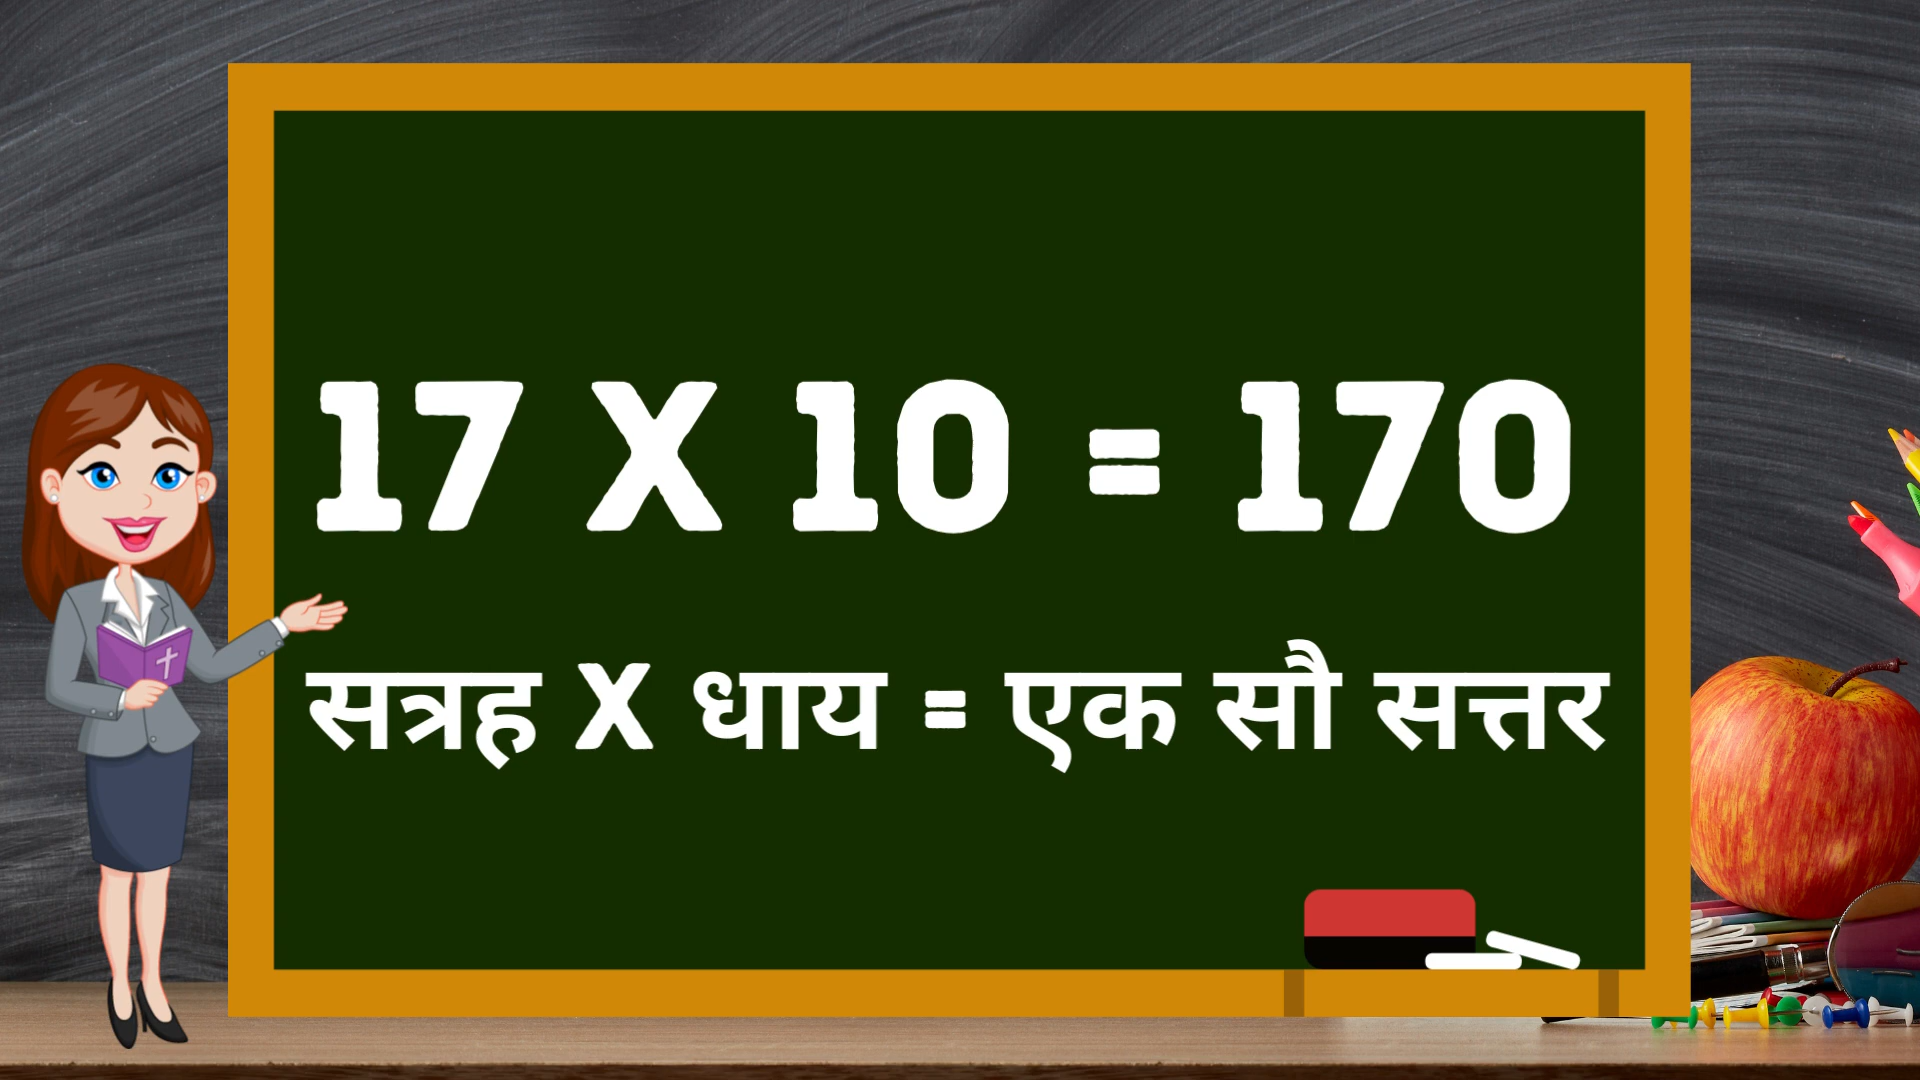 17 X 10 = 170
सत्रह X धाय = एक सौ सत्तर